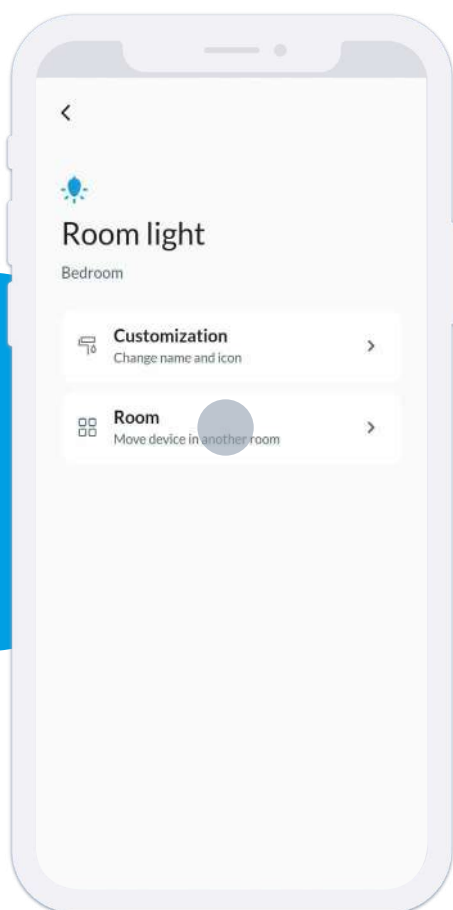 Room light
Bedroom
Customization
Change name and icon
Room
Move device in another room